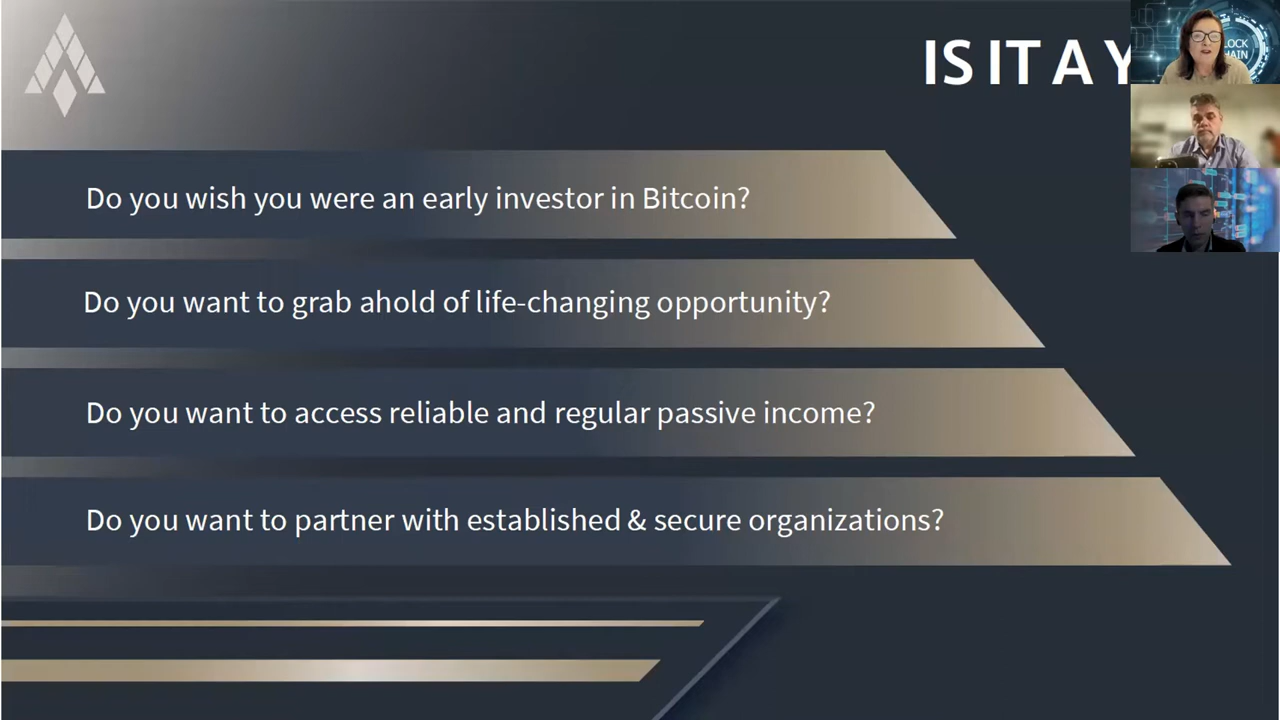 IS IT A Y
LOCK
HAIN
Do you wish you were an early investor in Bitcoin?
Do you want to grab ahold of life-changing opportunity?
Do you want to access reliable and regular passive income?
Do you want to partner with established & secure organizations?